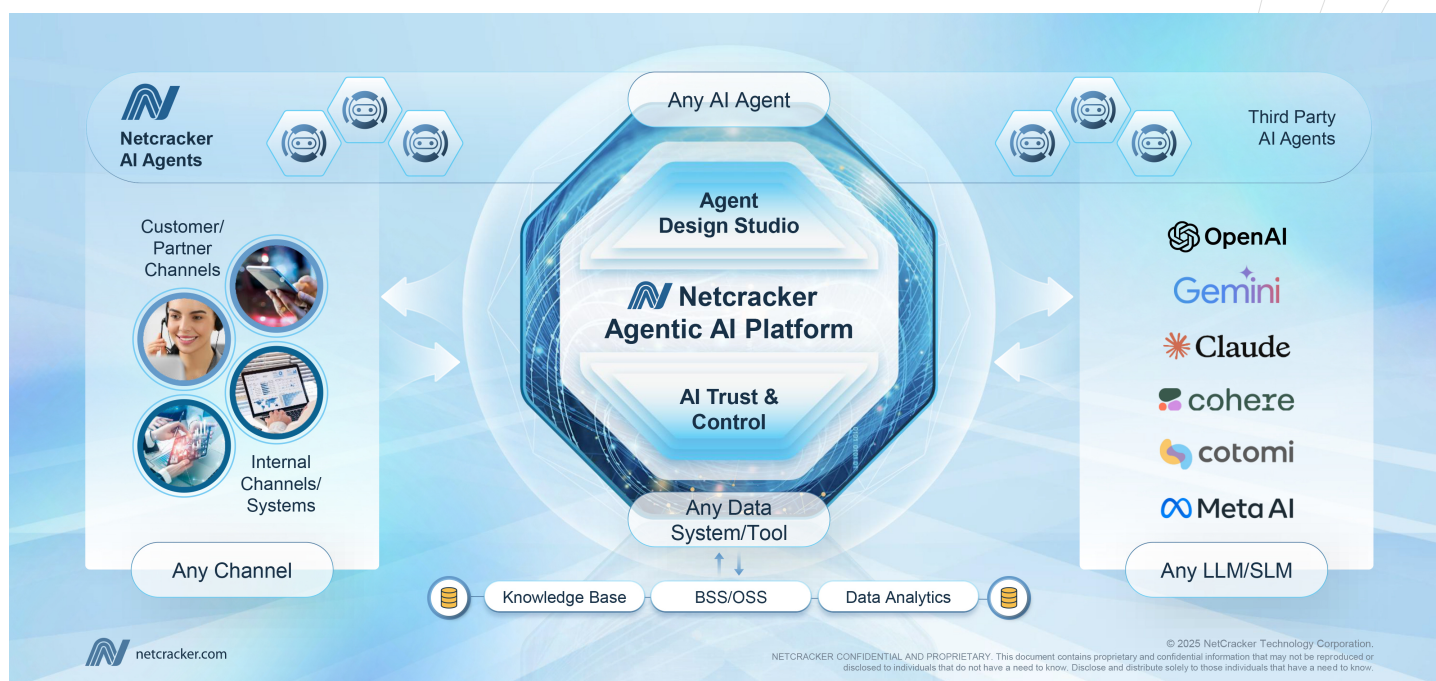 Netcracker
AI Agents
Any AI Agent
Third Party
AI Agents
Customer/
Partner
Channels
Internal
Channels/
Systems
Any Channel
Agent
Design Studio
Netcracker
Agentic AI Platform
AI Trust &
Control
Any Data
System/Tool
Knowledge Base
BSS/OSS
Data Analytics
OpenAI
Gemini
Claude
cohere
cotomi
Meta AI
Any LLM/SLM
netcracker.com
© 2025 NetCracker Technology Corporation.
NETCRACKER CONFIDENTIAL AND PROPRIETARY. This document contains proprietary and confidential information that may not be reproduced or
disclosed to individuals that do not have a need to know. Disclose and distribute solely to those individuals that have a need to know.